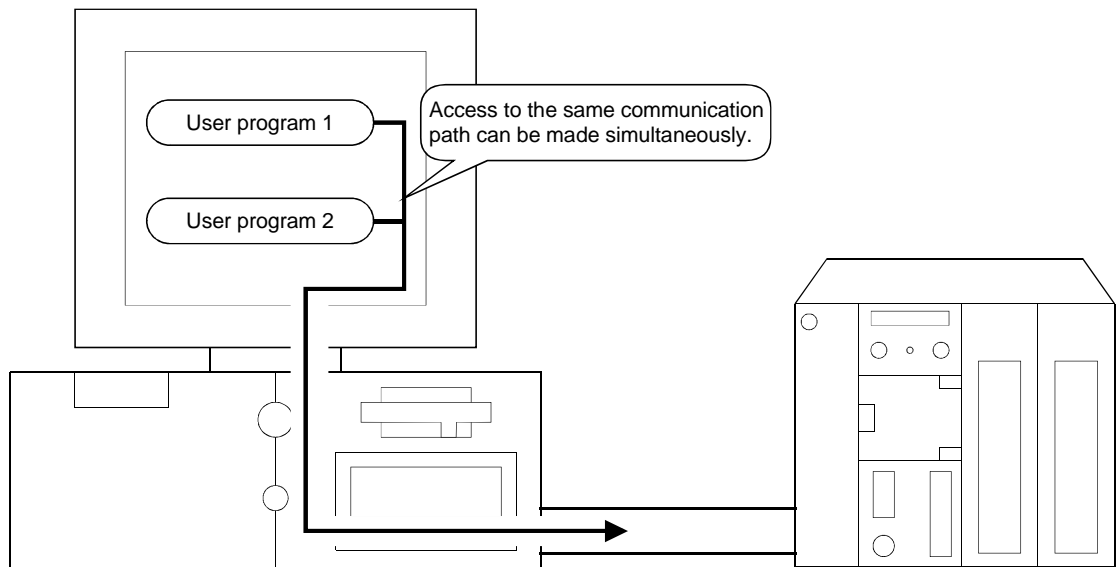 User program 1
Access to the same communication
path can be made simultaneously.
User program 2